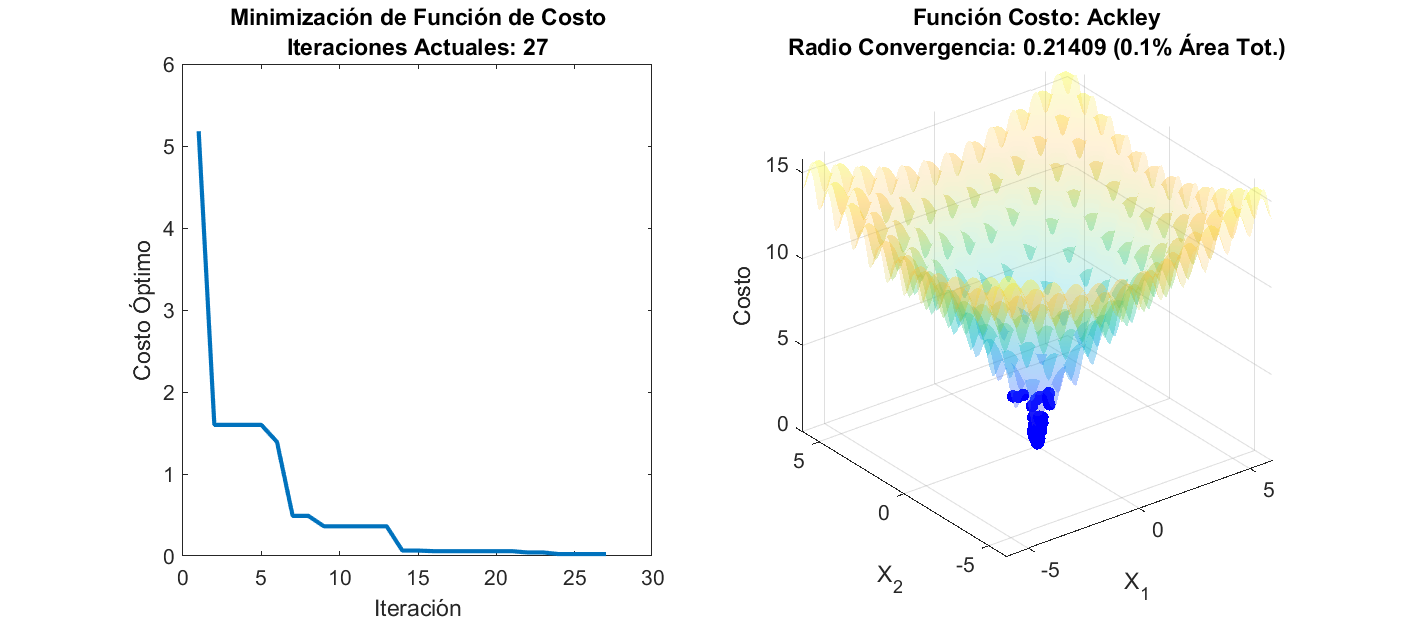 Minimización de Función de Costo
Iteraciones Actuales: 27
6
5
4
3
2
1
0
Costo Óptimo
0
5
10
15
20
25
30
Iteración
Función Costo: Ackley
Radio Convergencia: 0.21409 (0.1% Área Tot.)
15
10
5
0
Costo
5
0
-5
X_2
-5
0
5
X_1